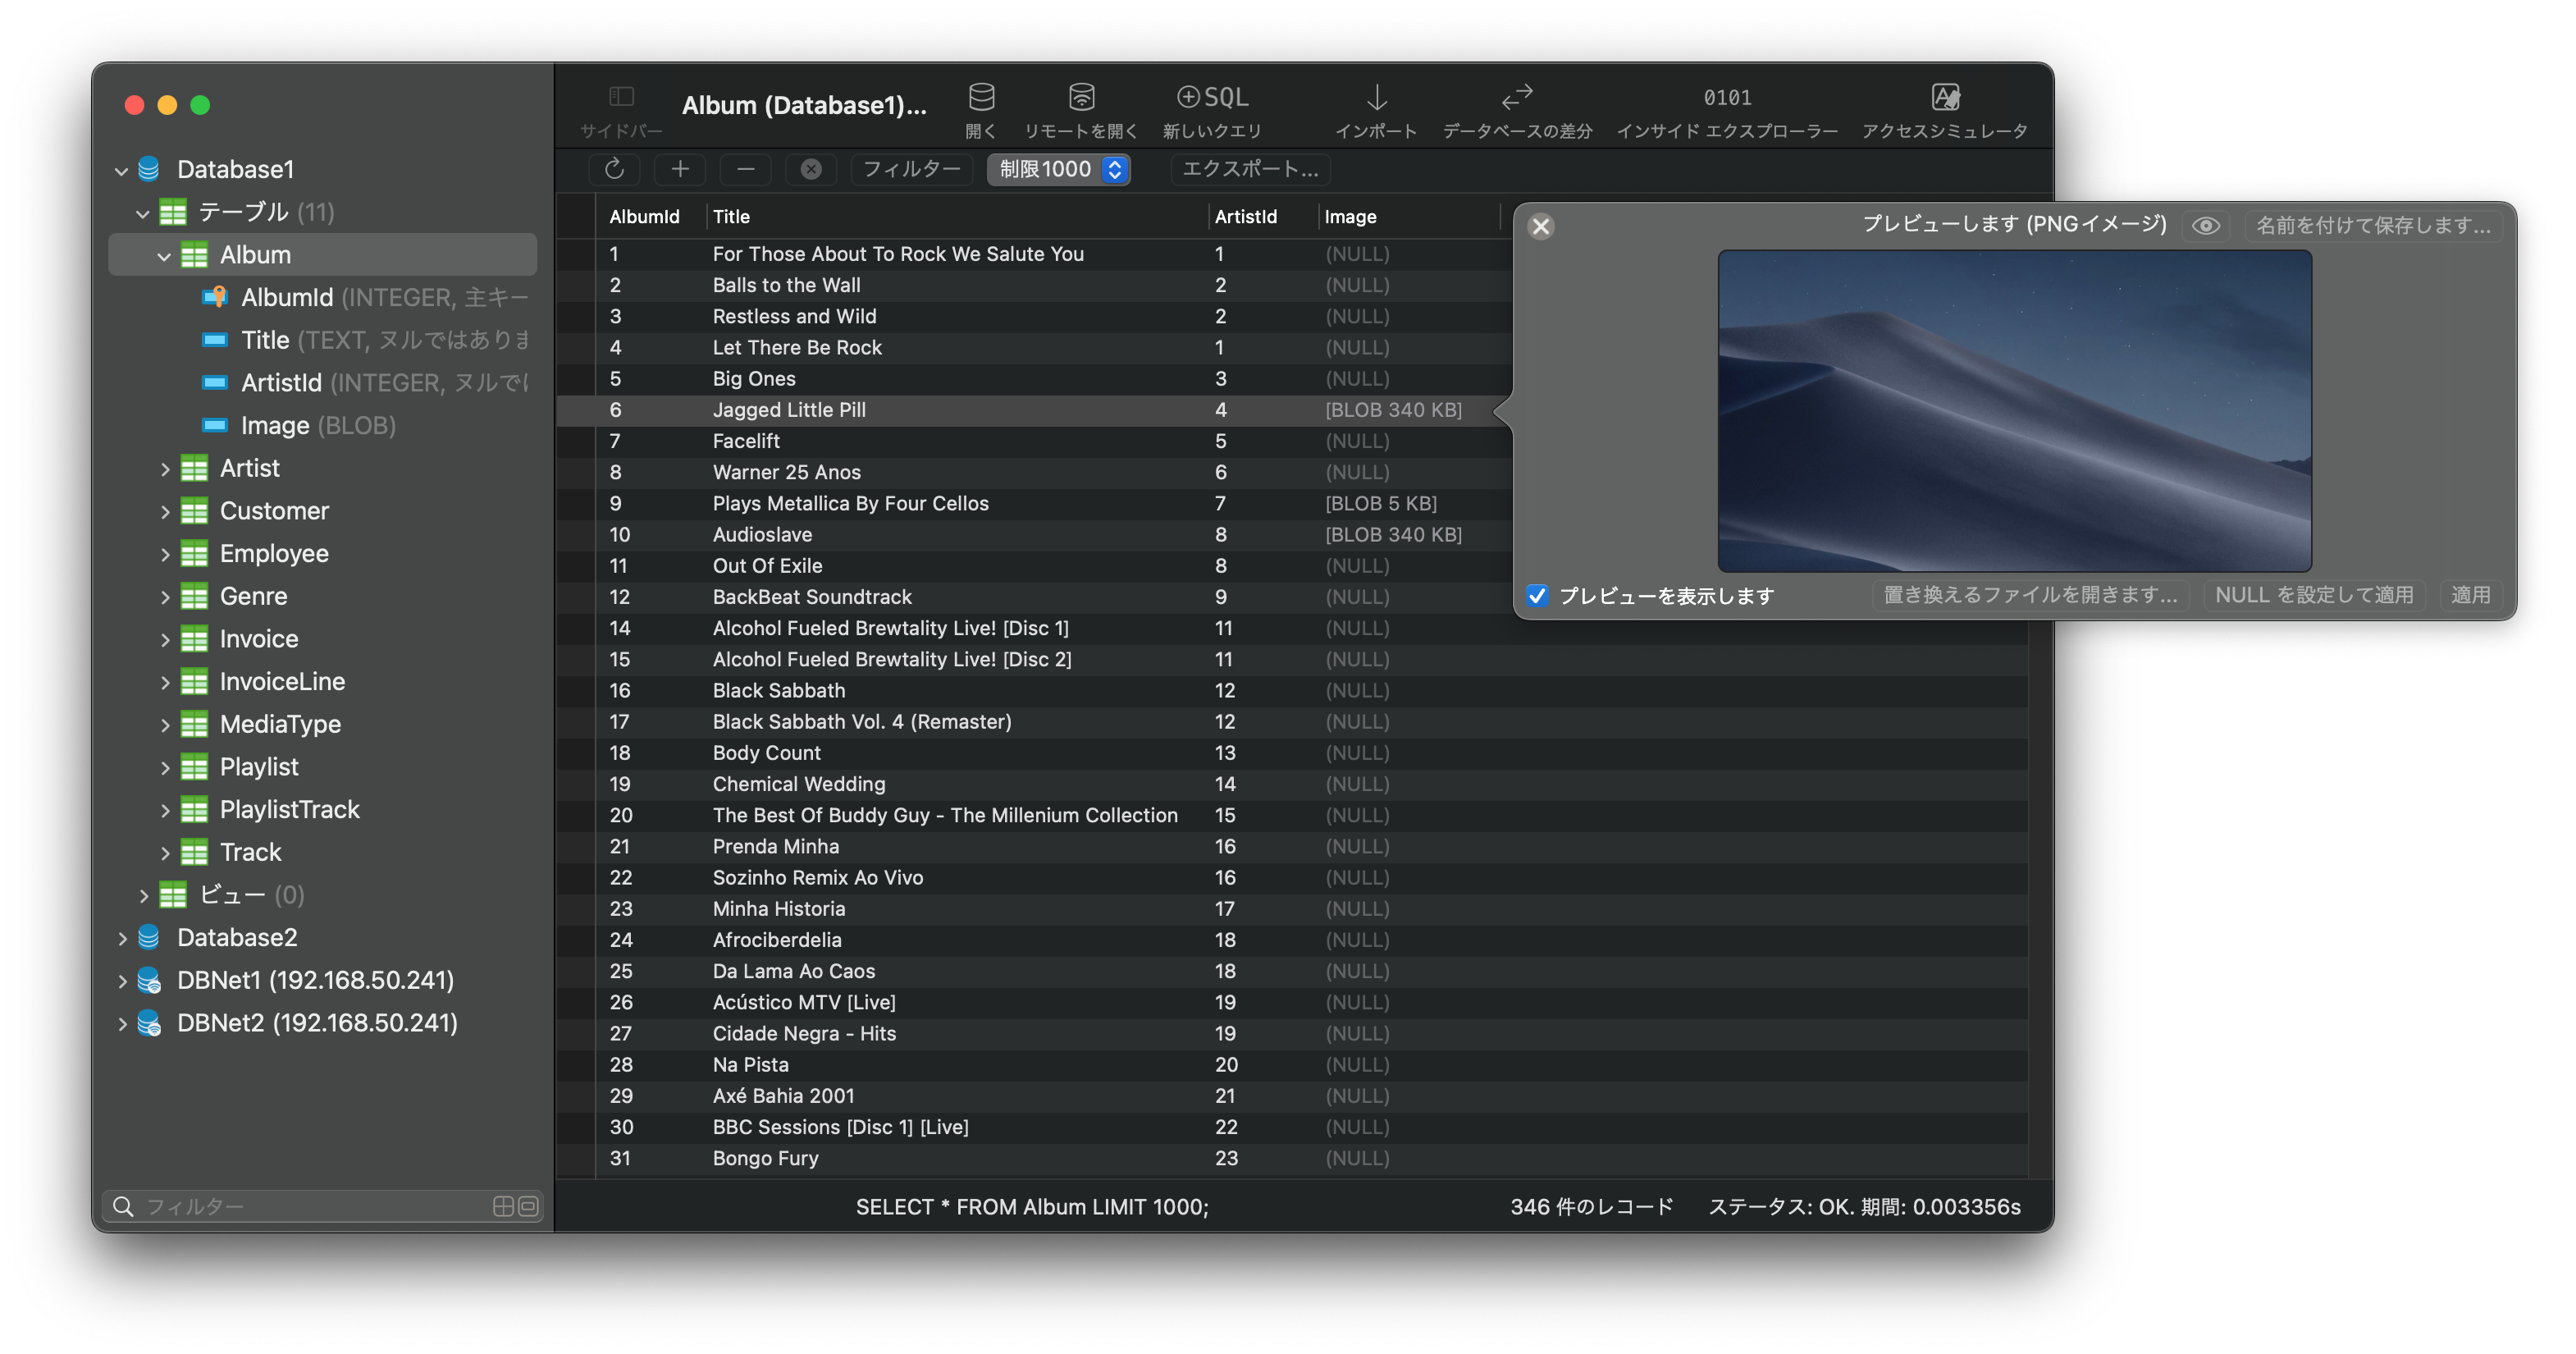 Album (Database1)...
サイドバー
開く
リモートを開く
SQL
新しいクエリ
インポート
データベースの差分
0101
インサイド エクスプローラー
アクセスシミュレータ
フィルター
制限1000
エクスポート...
Database1
テーブル (11)
Album
AlbumId (INTEGER, 主キー
Title (TEXT, ヌルではありま
ArtistId (INTEGER, ヌルで
Image (BLOB)
Artist
Customer
Employee
Genre
Invoice
InvoiceLine
MediaType
Playlist
PlaylistTrack
Track
ビュー (0)
Database2
DBNet1 (192.168.50.241)
DBNet2 (192.168.50.241)
フィルター
AlbumId Title ArtistId Image
1 For Those About To Rock We Salute You 1 (NULL)
2 Balls to the Wall 2 (NULL)
3 Restless and Wild 2 (NULL)
4 Let There Be Rock 1 (NULL)
5 Big Ones 3 (NULL)
6 Jagged Little Pill 4 [BLOB 340 KB]
7 Facelift 5 (NULL)
8 Warner 25 Anos 6 (NULL)
9 Plays Metallica By Four Cellos 7 [BLOB 5 KB]
10 Audioslave 8 [BLOB 340 KB]
11 Out Of Exile 8 (NULL)
12 BackBeat Soundtrack 9 (NULL)
14 Alcohol Fueled Brewtality Live! [Disc 1] 11 (NULL)
15 Alcohol Fueled Brewtality Live! [Disc 2] 11 (NULL)
16 Black Sabbath 12 (NULL)
17 Black Sabbath Vol. 4 (Remaster) 12 (NULL)
18 Body Count 13 (NULL)
19 Chemical Wedding 14 (NULL)
20 The Best Of Buddy Guy - The Millenium Collection 15 (NULL)
21 Prenda Minha 16 (NULL)
22 Sozinho Remix Ao Vivo 16 (NULL)
23 Minha Historia 17 (NULL)
24 Afrociberdelia 18 (NULL)
25 Da Lama Ao Caos 18 (NULL)
26 Acústico MTV [Live] 19 (NULL)
27 Cidade Negra - Hits 19 (NULL)
28 Na Pista 20 (NULL)
29 Axé Bahia 2001 21 (NULL)
30 BBC Sessions [Disc 1] [Live] 22 (NULL)
31 Bongo Fury 23 (NULL)
プレビューします (PNGイメージ)
名前を付けて保存します...
プレビューを表示します
置き換えるファイルを開きます...
NULL を設定して適用
適用
SELECT * FROM Album LIMIT 1000;
346 件のレコード
ステータス: OK. 期間: 0.003356s